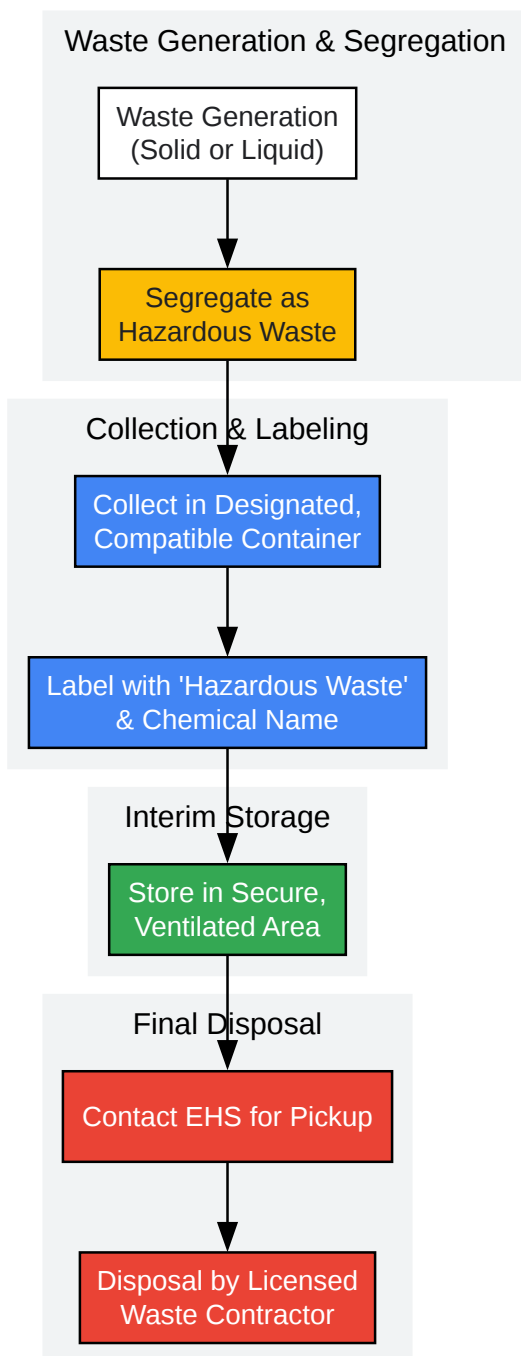 Waste Generation & Segregation
Waste Generation
(Solid or Liquid)
Segregate as
Hazardous Waste
Collection & Labeling
Collect in Designated,
Compatible Container
Label with 'Hazardous Waste'
& Chemical Name
Interim Storage
Store in Secure,
Ventilated Area
Final Disposal
Contact EHS for Pickup
Disposal by Licensed
Waste Contractor